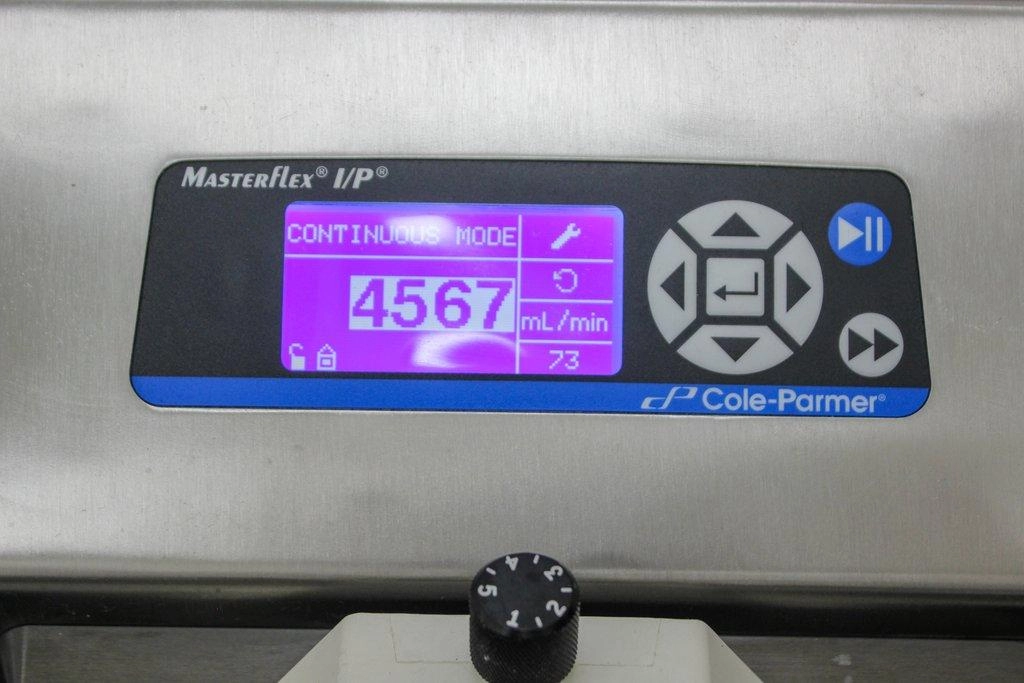 MASTERFLEX® I/P®
CONTINUOUS MODE
4567
mL/min
73
Cole-Parmer®
1
2
3
4
5